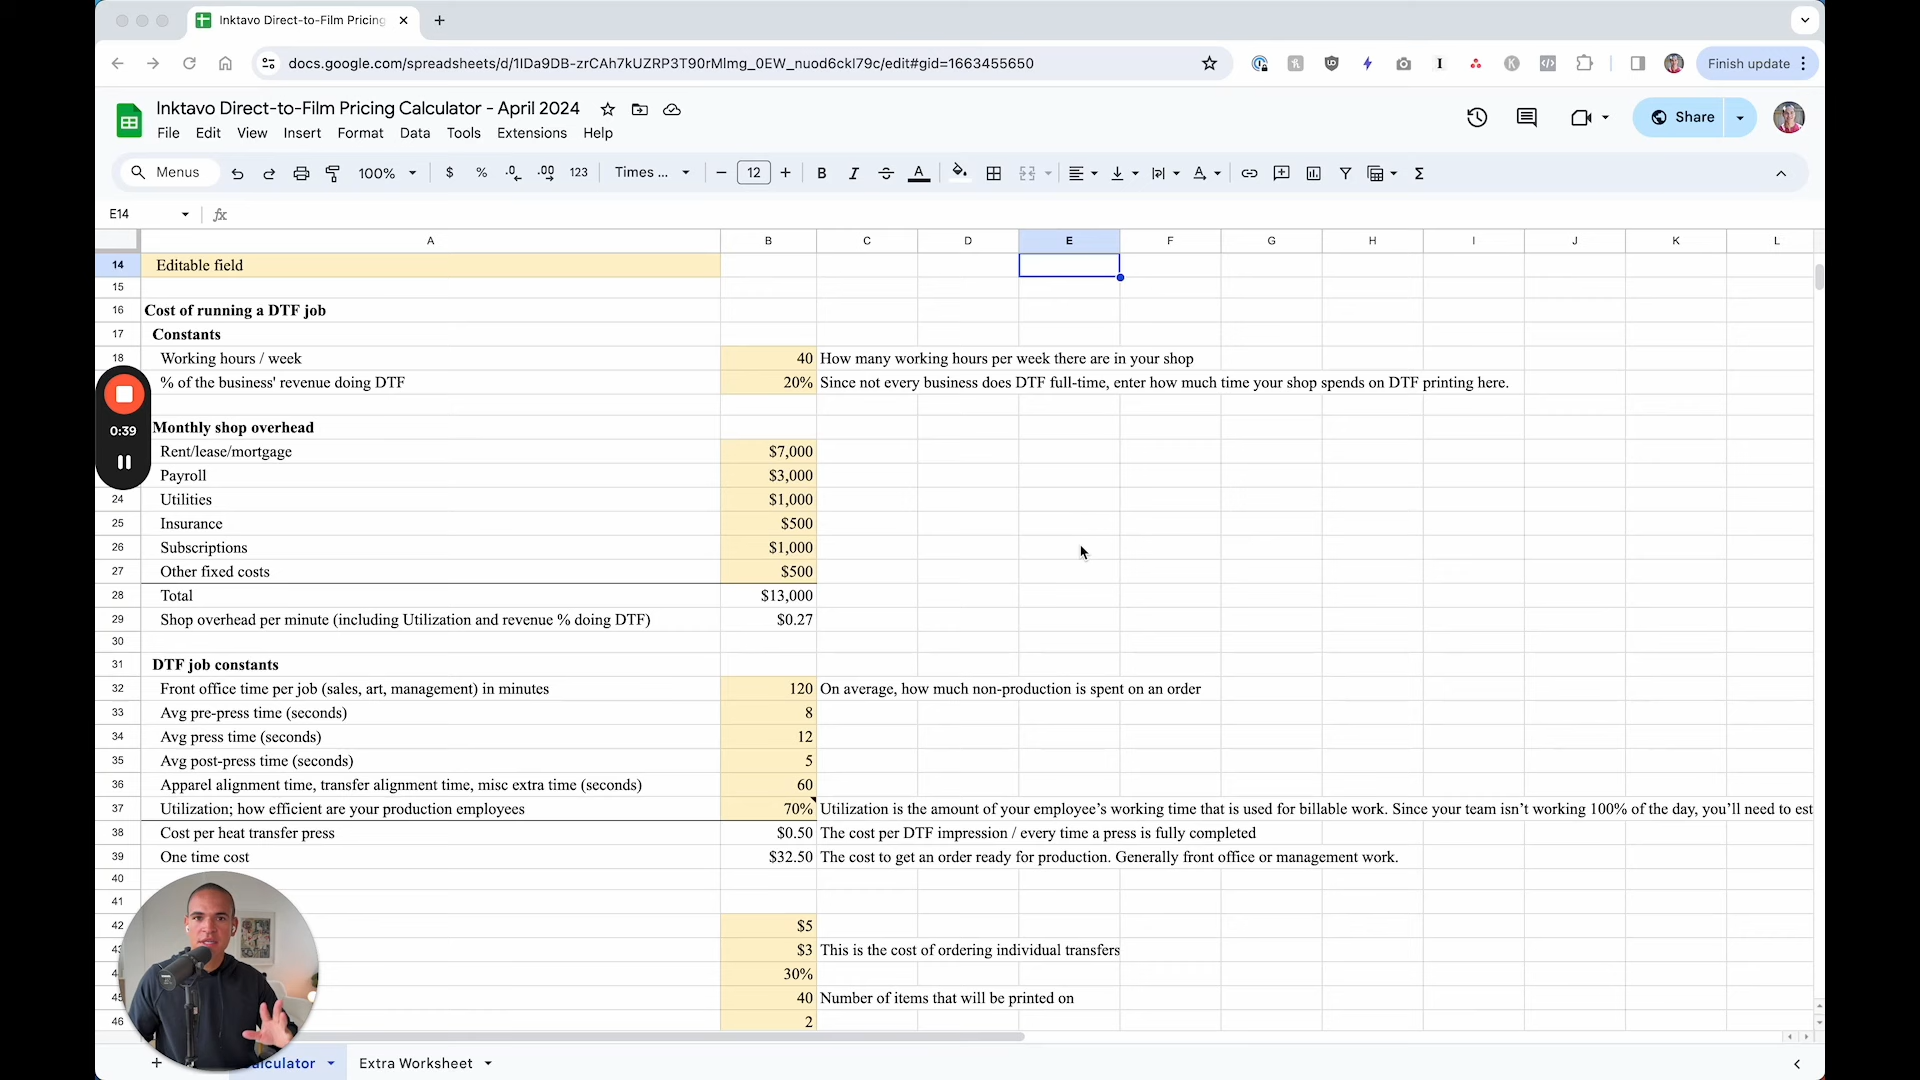 Inktavo Direct-to-Film Pricing
docs.google.com/spreadsheets/d/1IDa9DB-zrCAh7kUZRP3T90rMlmg_0EW_nuod6ckI79c/edit#gid=1663455650
Finish update
Inktavo Direct-to-Film Pricing Calculator - April 2024
File Edit View Insert Format Data Tools Extensions Help
Share
Menus 100% $ % .0 .00 123 Times ... 12 B I A
E14 fx
A B C D E F G H I J K L
14 Editable field
15
16 Cost of running a DTF job
17 Constants
18 Working hours / week 40 How many working hours per week there are in your shop
% of the business' revenue doing DTF 20% Since not every business does DTF full-time, enter how much time your shop spends on DTF printing here.
0:39
Monthly shop overhead
Rent/lease/mortgage $7,000
Payroll $3,000
24 Utilities $1,000
25 Insurance $500
26 Subscriptions $1,000
27 Other fixed costs $500
28 Total $13,000
29 Shop overhead per minute (including Utilization and revenue % doing DTF) $0.27
30
31 DTF job constants
32 Front office time per job (sales, art, management) in minutes 120 On average, how much non-production is spent on an order
33 Avg pre-press time (seconds) 8
34 Avg press time (seconds) 12
35 Avg post-press time (seconds) 5
36 Apparel alignment time, transfer alignment time, misc extra time (seconds) 60
37 Utilization; how efficient are your production employees 70% Utilization is the amount of your employee’s working time that is used for billable work. Since your team isn’t working 100% of the day, you’ll need to est
38 Cost per heat transfer press $0.50 The cost per DTF impression / every time a press is fully completed
39 One time cost $32.50 The cost to get an order ready for production. Generally front office or management work.
40
41
42 $5
43 $3 This is the cost of ordering individual transfers
30%
45 40 Number of items that will be printed on
46 2
alculator Extra Worksheet